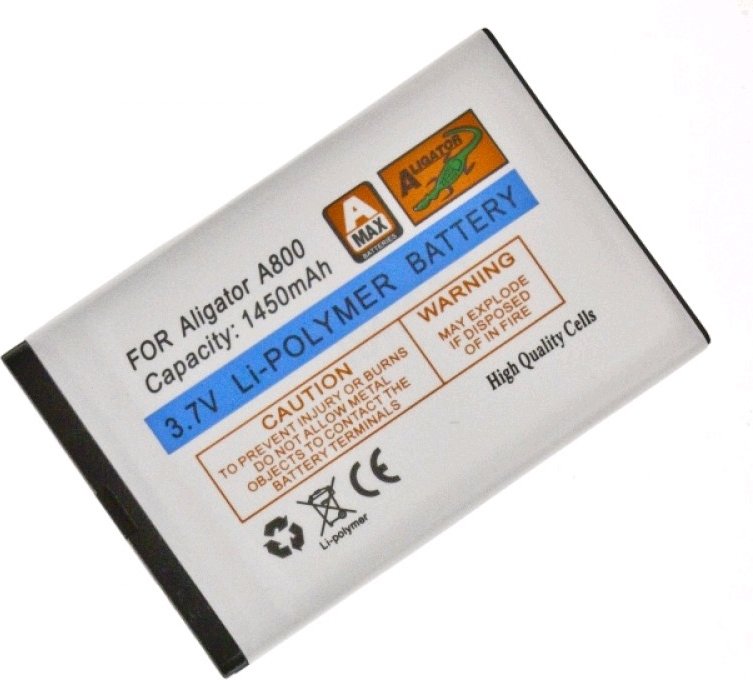 ALIGATOR
A
MAX
BATTERIES
FOR Aligator A800
Capacity: 1450mAh
3.7V Li-POLYMER BATTERY
CAUTION
TO PREVENT INJURY OR BURNS
DO NOT ALLOW METAL
OBJECTS TO CONTACT
BATTERY TERMINALS
WARNING
MAY EXPLODE
IF DISPOSED
OF IN FIRE
High Quality Cells
Li-polymer
CE